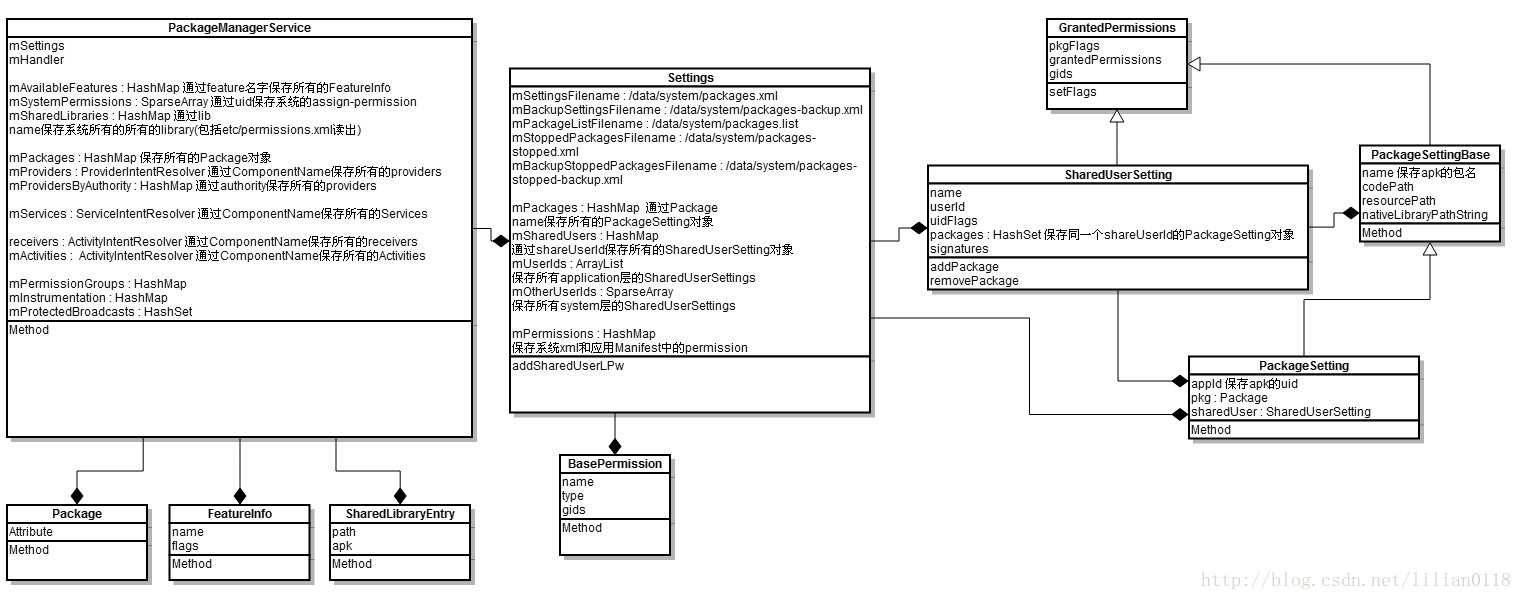 PackageManagerService
mSettings
mHandler
mAvailableFeatures : HashMap 通过feature名字保存所有的FeatureInfo
mSystemPermissions : SparseArray 通过uid保存系统的assign-permission
mSharedLibraries : HashMap 通过lib
name保存系统所有的所有的library(包括etc/permissions.xml读出)
mPackages : HashMap 保存所有的Package对象
mProviders : ProviderIntentResolver 通过ComponentName保存所有的providers
mProvidersByAuthority : HashMap 通过authority保存所有的providers
mServices : ServiceIntentResolver 通过ComponentName保存所有的Services
receivers : ActivityIntentResolver 通过ComponentName保存所有的receivers
mActivities : ActivityIntentResolver 通过ComponentName保存所有的Activities
mPermissionGroups : HashMap
mInstrumentation : HashMap
mProtectedBroadcasts : HashSet
Method
Settings
mSettingsFilename : /data/system/packages.xml
mBackupSettingsFilename : /data/system/packages-backup.xml
mPackageListFilename : /data/system/packages.list
mStoppedPackagesFilename : /data/system/packages-
stopped.xml
mBackupStoppedPackagesFilename : /data/system/packages-
stopped-backup.xml
mPackages : HashMap 通过Package
name保存所有的PackageSetting对象
mSharedUsers : HashMap
通过shareUserId保存所有的SharedUserSetting对象
mUserIds : ArrayList
保存所有application层的SharedUserSettings
mOtherUserIds : SparseArray
保存所有system层的SharedUserSettings
mPermissions : HashMap
保存系统xml和应用Manifest中的permission
addSharedUserLPw
GrantedPermissions
pkgFlags
grantedPermissions
gids
setFlags
SharedUserSetting
name
userId
uidFlags
packages : HashSet 保存同一个shareUserId的PackageSetting对象
signatures
addPackage
removePackage
PackageSettingBase
name 保存apk的包名
codePath
resourcePath
nativeLibraryPathString
Method
PackageSetting
appId 保存apk的uid
pkg : Package
sharedUser : SharedUserSetting
Method
BasePermission
name
type
gids
Method
Package
Attribute
Method
FeatureInfo
name
flags
Method
SharedLibraryEntry
path
apk
Method
http://blog.csdn.net/lilian0118